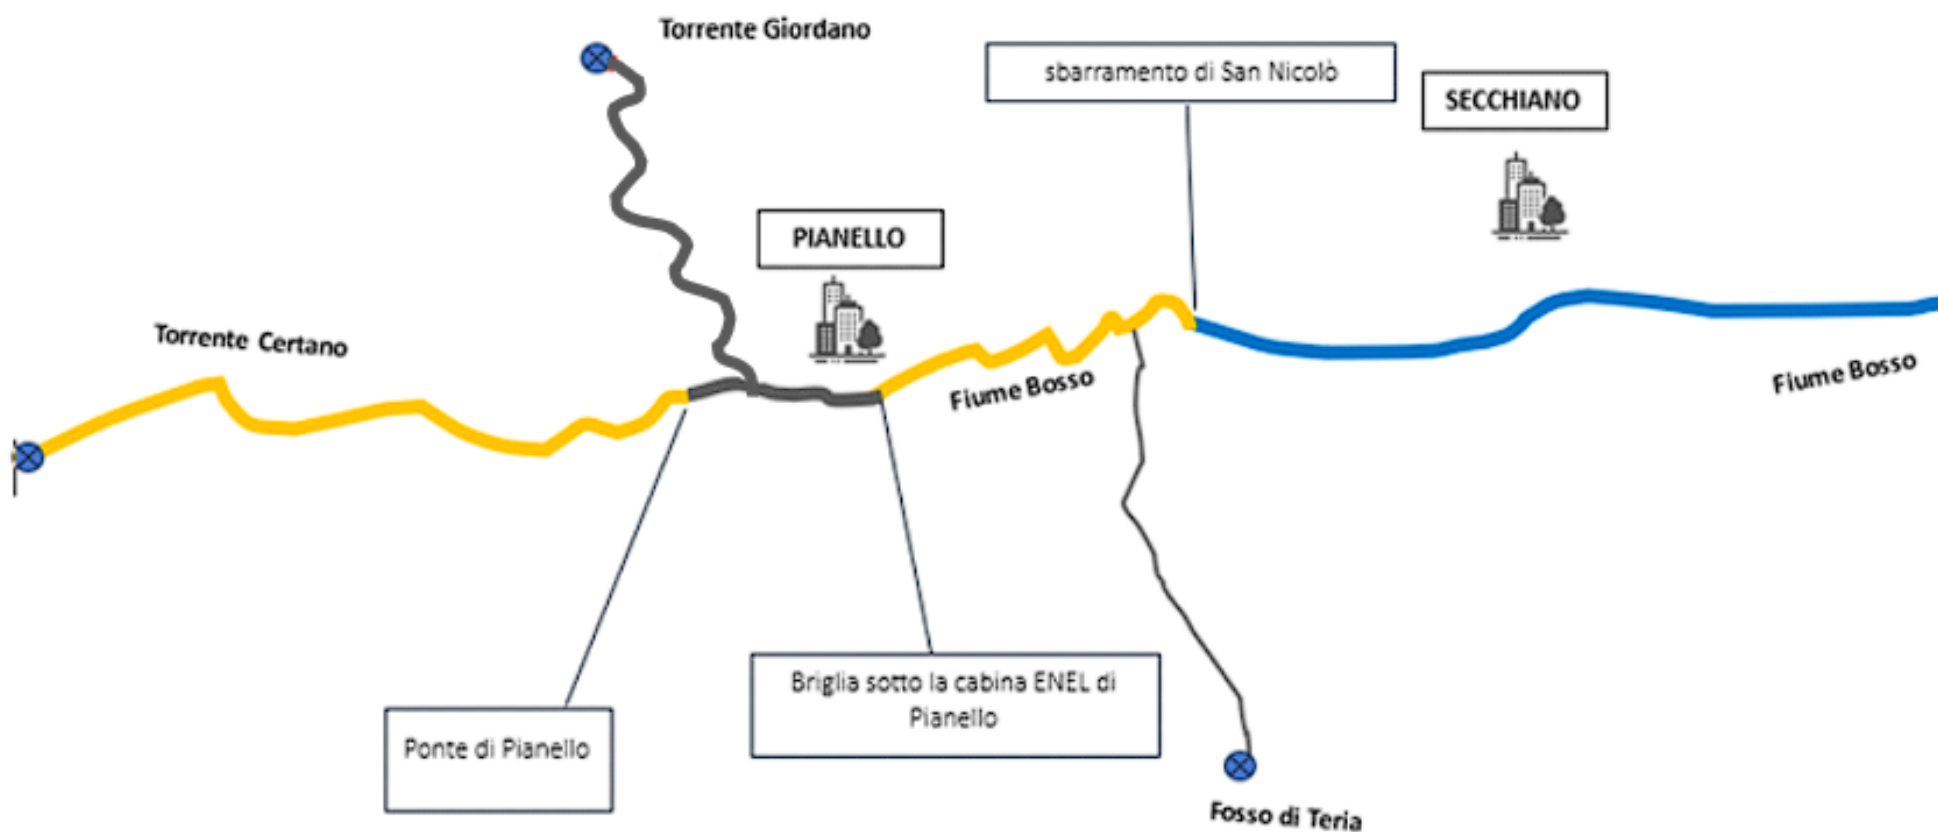 Torrente Giordano
sbarramento di San Nicolò
SECCHIANO
PIANELLO
Torrente Certano
Fiume Bosso
Fiume Bosso
Ponte di Pianello
Briglia sotto la cabina ENEL di
Pianello
Fosso di Teria